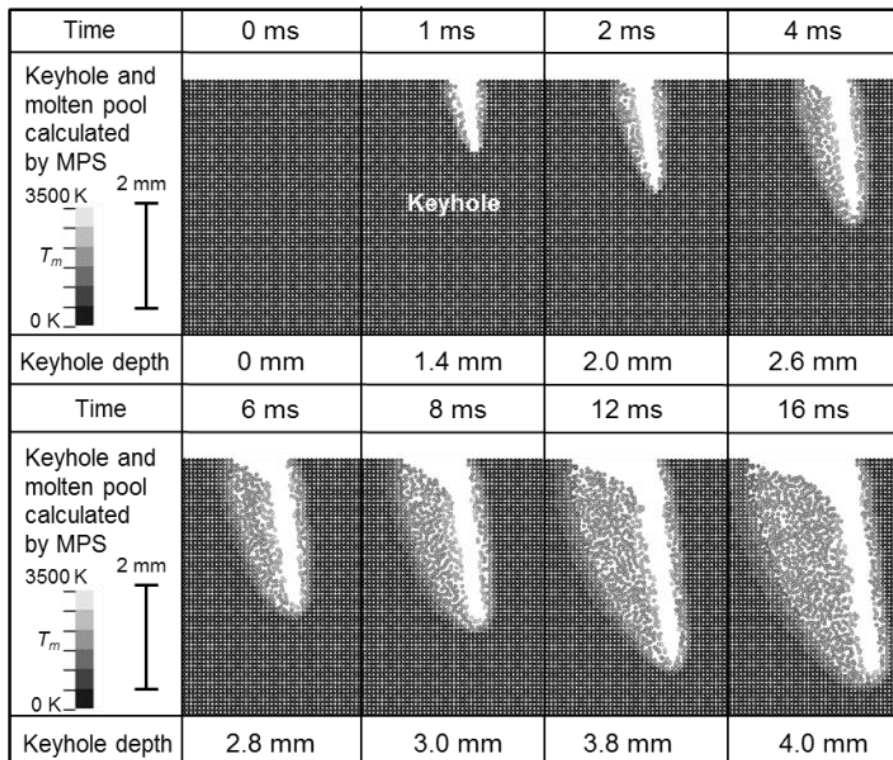 Time 0 ms 1 ms 2 ms 4 ms
Keyhole and
molten pool
calculated
by MPS
3500 K 2 mm
Tm
0 K
Keyhole
Keyhole depth 0 mm 1.4 mm 2.0 mm 2.6 mm
Time 6 ms 8 ms 12 ms 16 ms
Keyhole and
molten pool
calculated
by MPS
3500 K 2 mm
Tm
0 K
Keyhole depth 2.8 mm 3.0 mm 3.8 mm 4.0 mm